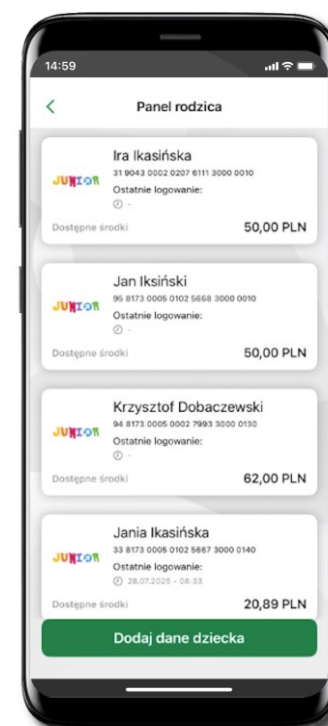 14:59
Panel rodzica
Ira Ikasińska
31 9043 0002 0207 6111 3000 0010
JUNIOR
Ostatnie logowanie:
-
Dostępne środki
50,00 PLN
Jan Iksiński
95 8173 0005 0102 5668 3000 0010
JUNIOR
Ostatnie logowanie:
-
Dostępne środki
50,00 PLN
Krzysztof Dobaczewski
94 8173 0005 0002 7993 3000 0130
JUNIOR
Ostatnie logowanie:
-
Dostępne środki
62,00 PLN
Jania Ikasińska
33 8173 0005 0102 5667 3000 0140
JUNIOR
Ostatnie logowanie:
28.07.2025 - 08:33
Dostępne środki
20,89 PLN
Dodaj dane dziecka